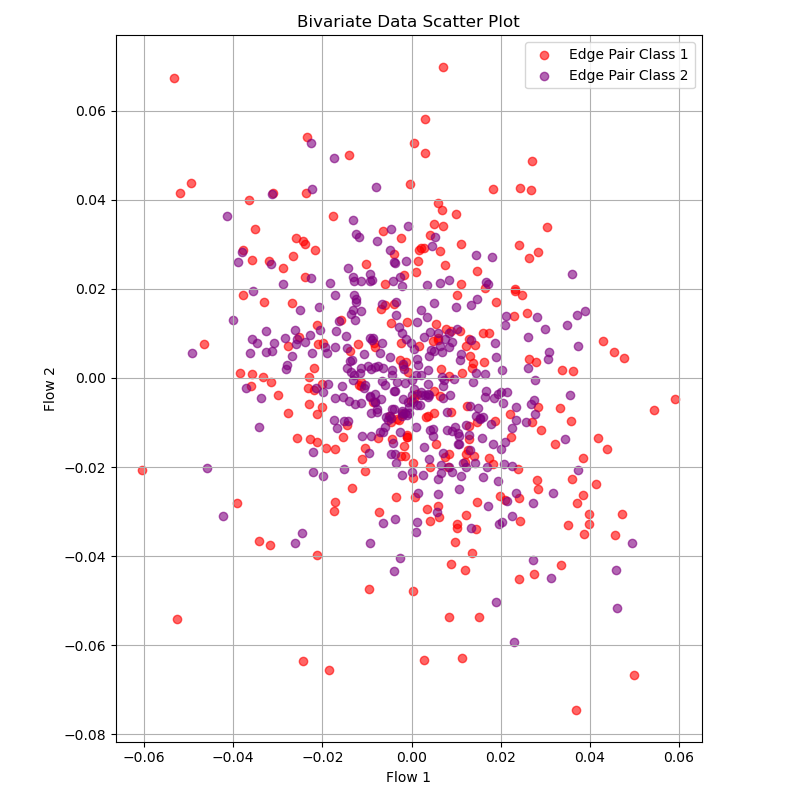 Bivariate Data Scatter Plot
Edge Pair Class 1
Edge Pair Class 2
0.06
0.04
0.02
0.00
−0.02
−0.04
−0.06
−0.08
Flow 2
−0.06 −0.04 −0.02 0.00 0.02 0.04 0.06
Flow 1